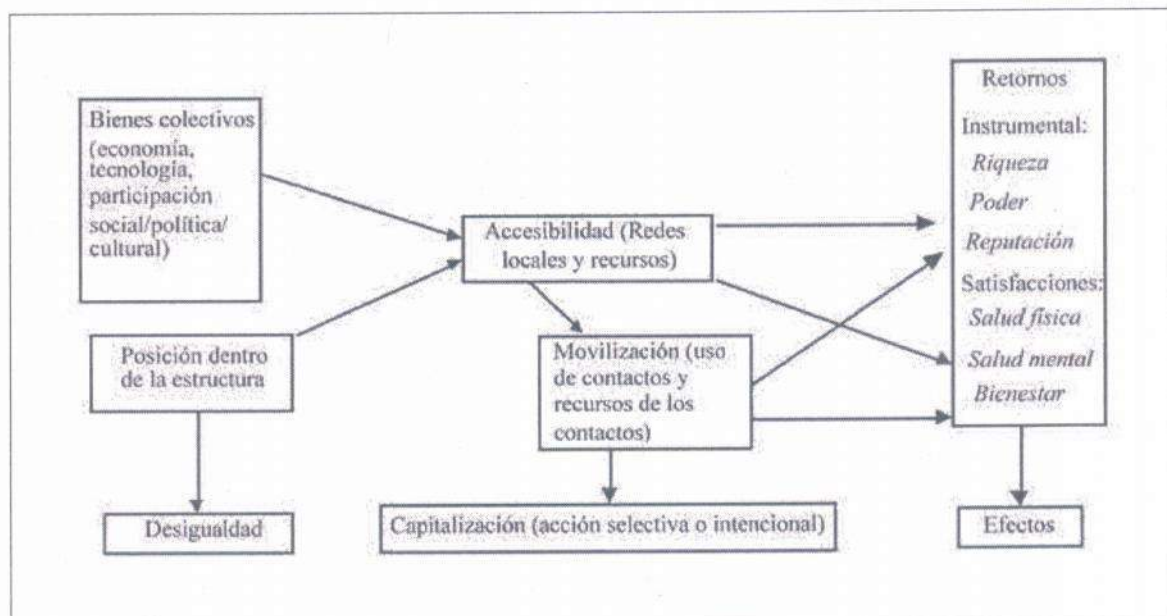 Bienes colectivos
(economía,
tecnología,
participación
social/política/
cultural)
Posición dentro
de la estructura
Desigualdad
Accesibilidad (Redes
locales y recursos)
Movilización (uso
de contactos y
recursos de los
contactos)
Capitalización (acción selectiva o intencional)
Retornos
Instrumental:
Riqueza
Poder
Reputación
Satisfacciones:
Salud física
Salud mental
Bienestar
Efectos